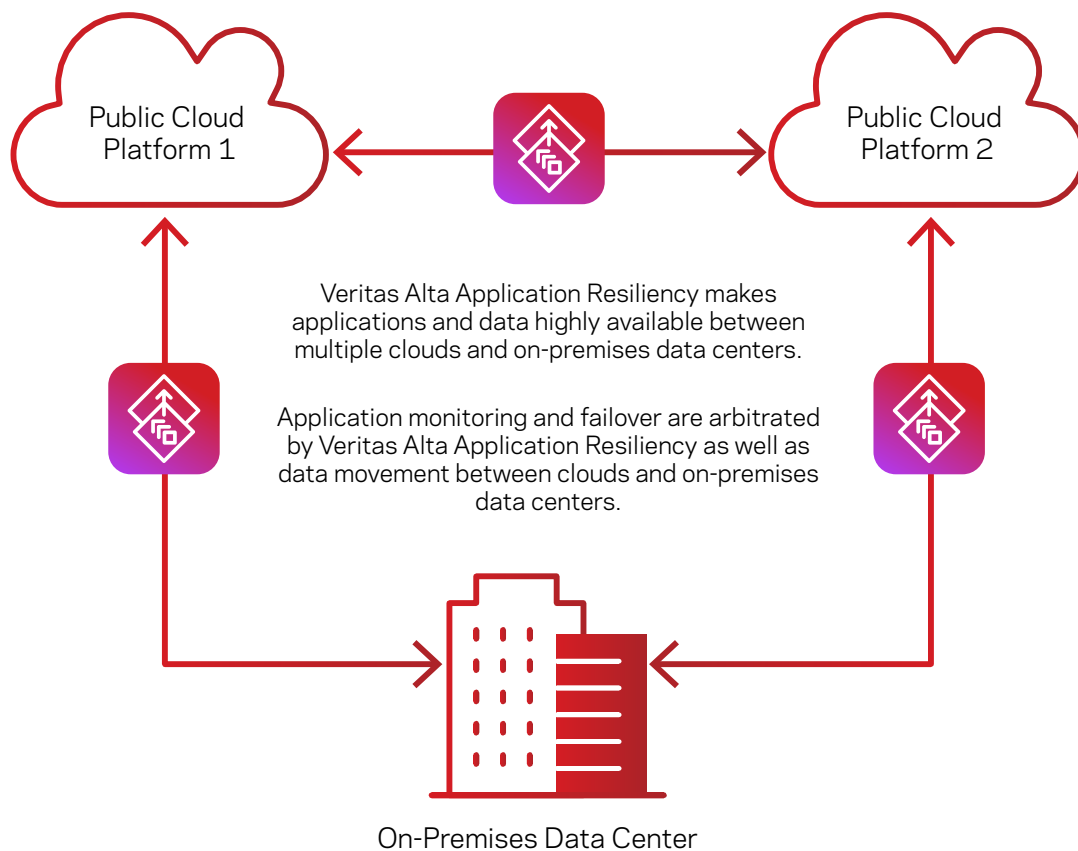 Public Cloud
Platform 1
Public Cloud
Platform 2
Veritas Alta Application Resiliency makes
applications and data highly available between
multiple clouds and on-premises data centers.
Application monitoring and failover are arbitrated
by Veritas Alta Application Resiliency as well as
data movement between clouds and on-premises
data centers.
On-Premises Data Center